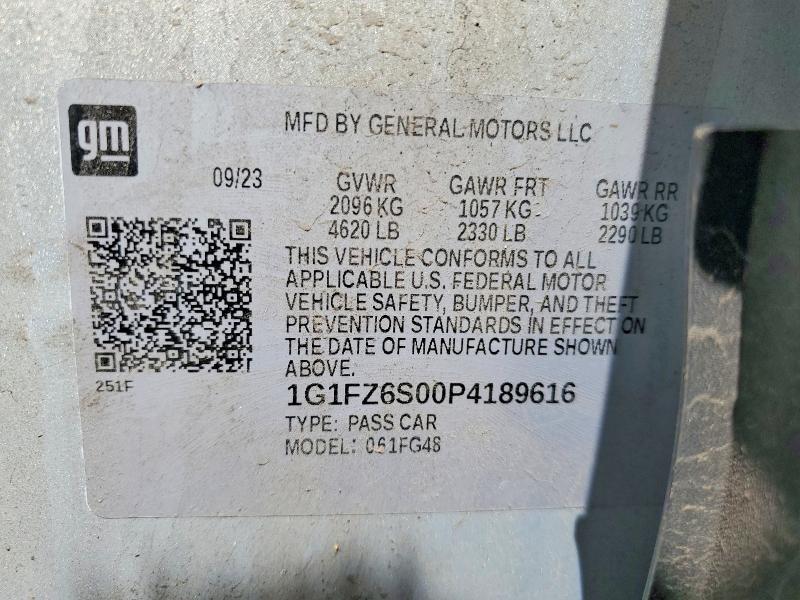 gm
MFD BY GENERAL MOTORS LLC
09/23
GVWR GAWR FRT GAWR RR
2096 KG 1057 KG 1039 KG
4620 LB 2330 LB 2290 LB
THIS VEHICLE CONFORMS TO ALL
APPLICABLE U.S. FEDERAL MOTOR
VEHICLE SAFETY, BUMPER, AND THEFT
PREVENTION STANDARDS IN EFFECT ON
THE DATE OF MANUFACTURE SHOWN
ABOVE.
251F
1G1FZ6S00P4189616
TYPE: PASS CAR
MODEL: 061FG48